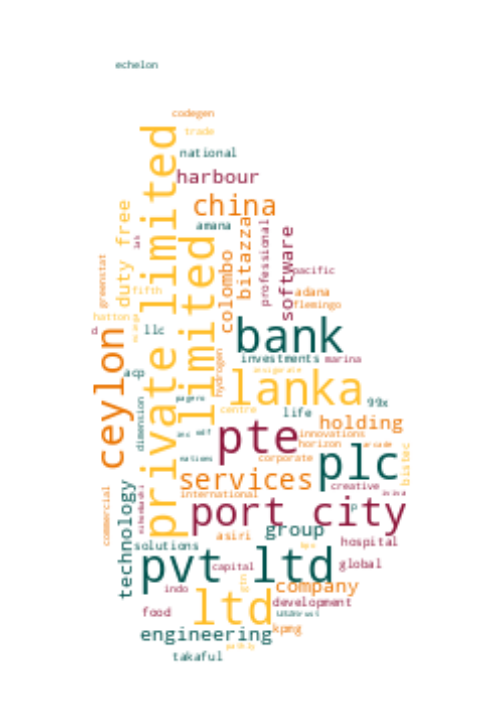 echelon
codegen
trade
national
harbour
china
amana
private limited
limited
duty free
lab
greenstat
colombo
bitazza
professional
software
pacific
adana
flemingo
fifth
hatton
llc
bank
ceylon
investments marina
acp
hydrogen
lanka
pagero
99x
centre
life
holding
dimension
inc
pte
innovations
horizon
arcade
plc
nations
corporate
bistec
services
creative
international
commercial
technology
port city
p
group
asiri
hospital
solutions
pvt ltd
capital
global
indo
company
ltd
development
food
kpmg
engineering
takaful